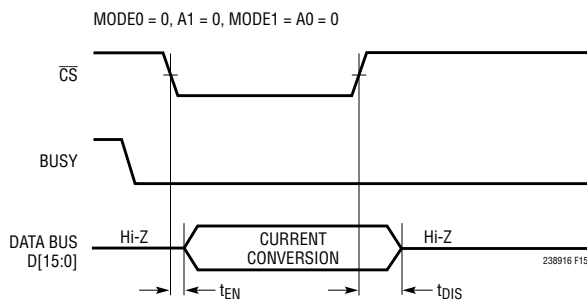 MODE0 = 0, A1 = 0, MODE1 = A0 = 0
CS
BUSY
DATA BUS
D[15:0]
Hi-Z
CURRENT
CONVERSION
Hi-Z
238916 F15
tEN
tDIS